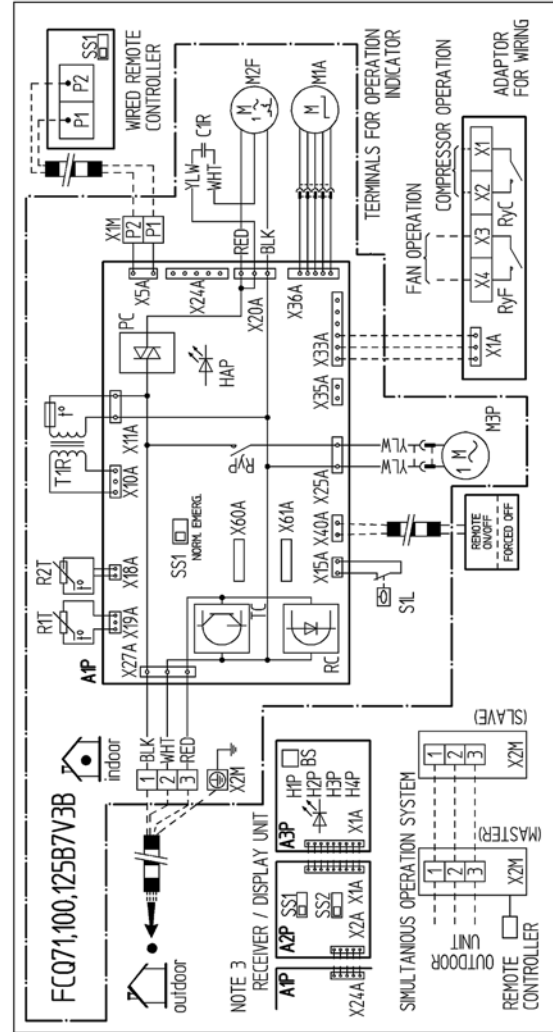 FCQ71,100,125B7V3B
indoor
outdoor
1
2
3
X2M
BLK
WHT
RED
A1P
X27A
R1T
t°
X19A
R2T
t°
X18A
T1R
t°
X10A
X11A
PC
HAP
SS1
NORM. EMERG.
X60A
X61A
TC
RC
RyP
X5A
X24A
X20A
X36A
X33A
X35A
X25A
X40A
X15A
X1M
P2
P1
P1
P2
SS1
WIRED REMOTE
CONTROLLER
YLW
WHT
C1R
RED
BLK
M
1~
M2F
M
M1A
TERMINALS FOR OPERATION
INDICATOR
FAN OPERATION
COMPRESSOR OPERATION
X4
X3
X2
X1
RyF
RyC
X1A
ADAPTOR
FOR WIRING
YLW
YLW
M
1
M3P
S1L
REMOTE
ON/OFF
FORCED OFF
NOTE 3
RECEIVER / DISPLAY UNIT
A1P
X24A
A2P
SS1
SS2
X2A
X1A
A3P
BS
H1P
H2P
H3P
H4P
X1A
SIMULTANIOUS OPERATION SYSTEM
(MASTER)
(SLAVE)
OUTDOOR
UNIT
1
2
3
X2M
1
2
3
X2M
REMOTE
CONTROLLER